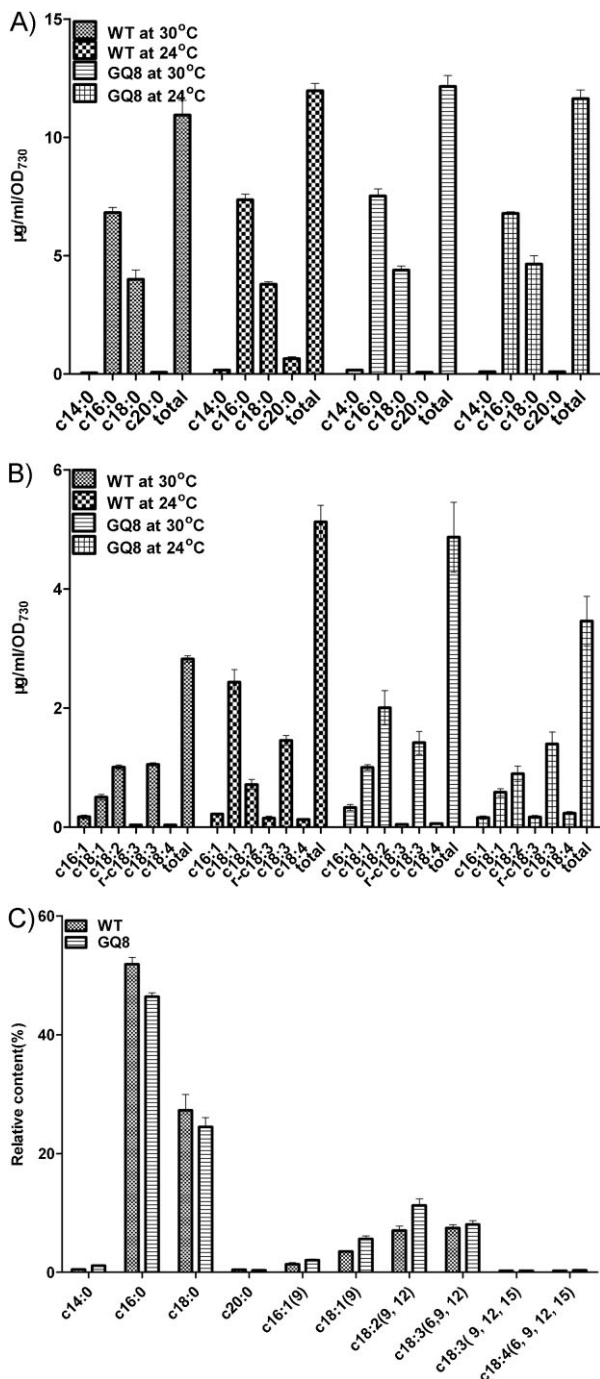 A)
WT at 30°C
WT at 24°C
GQ8 at 30°C
GQ8 at 24°C
µg/ml/OD730
15
10
5
0
c14:0 c16:0 c18:0 c20:0 total c14:0 c16:0 c18:0 c20:0 total c14:0 c16:0 c18:0 c20:0 total c14:0 c16:0 c18:0 c20:0 total
B)
WT at 30°C
WT at 24°C
GQ8 at 30°C
GQ8 at 24°C
µg/ml/OD730
6
4
2
0
c16:1 c18:1 c18:2 r-c18:3 c18:3 c18:4 total c16:1 c18:1 c18:2 r-c18:3 c18:3 c18:4 total c16:1 c18:1 c18:2 r-c18:3 c18:3 c18:4 total c16:1 c18:1 c18:2 r-c18:3 c18:3 c18:4 total
C)
WT
GQ8
Relative content(%)
60
40
20
0
c14:0 c16:0 c18:0 c20:0 c16:1(9) c18:1(9) c18:2(9, 12) c18:3(6,9, 12) c18:3( 9, 12, 15) c18:4(6, 9, 12, 15)